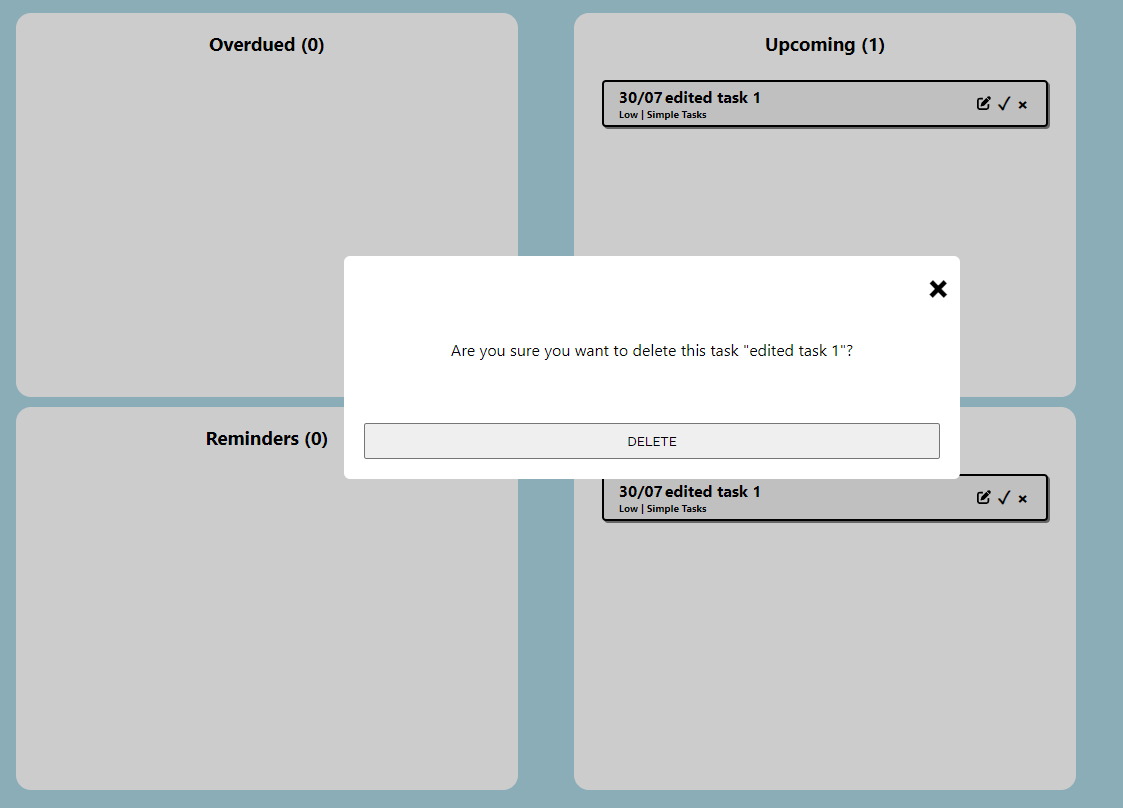 Overdued (0)
Upcoming (1)
30/07 edited task 1
Low | Simple Tasks
Are you sure you want to delete this task "edited task 1"?
DELETE
Reminders (0)
30/07 edited task 1
Low | Simple Tasks